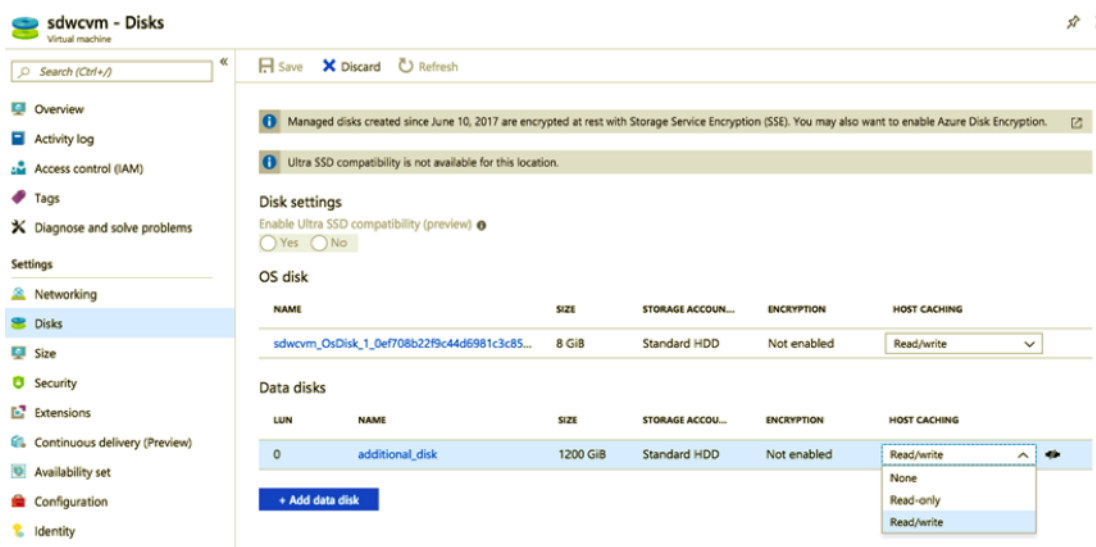 sdwcvm - Disks
Virtual machine
Search (Ctrl+/)
«
Overview
Activity log
Access control (IAM)
Tags
Diagnose and solve problems
Settings
Networking
Disks
Size
Security
Extensions
Continuous delivery (Preview)
Availability set
Configuration
Identity
Save Discard Refresh
Managed disks created since June 10, 2017 are encrypted at rest with Storage Service Encryption (SSE). You may also want to enable Azure Disk Encryption.
Ultra SSD compatibility is not available for this location.
Disk settings
Enable Ultra SSD compatibility (preview)
Yes No
OS disk
NAME SIZE STORAGE ACCOUN... ENCRYPTION HOST CACHING
sdwcvm_OsDisk_1_0ef708b22f9c44d6981c3c85... 8 GiB Standard HDD Not enabled Read/write
Data disks
LUN NAME SIZE STORAGE ACCOU... ENCRYPTION HOST CACHING
0 additional_disk 1200 GiB Standard HDD Not enabled Read/write
None
Read-only
Read/write
+ Add data disk